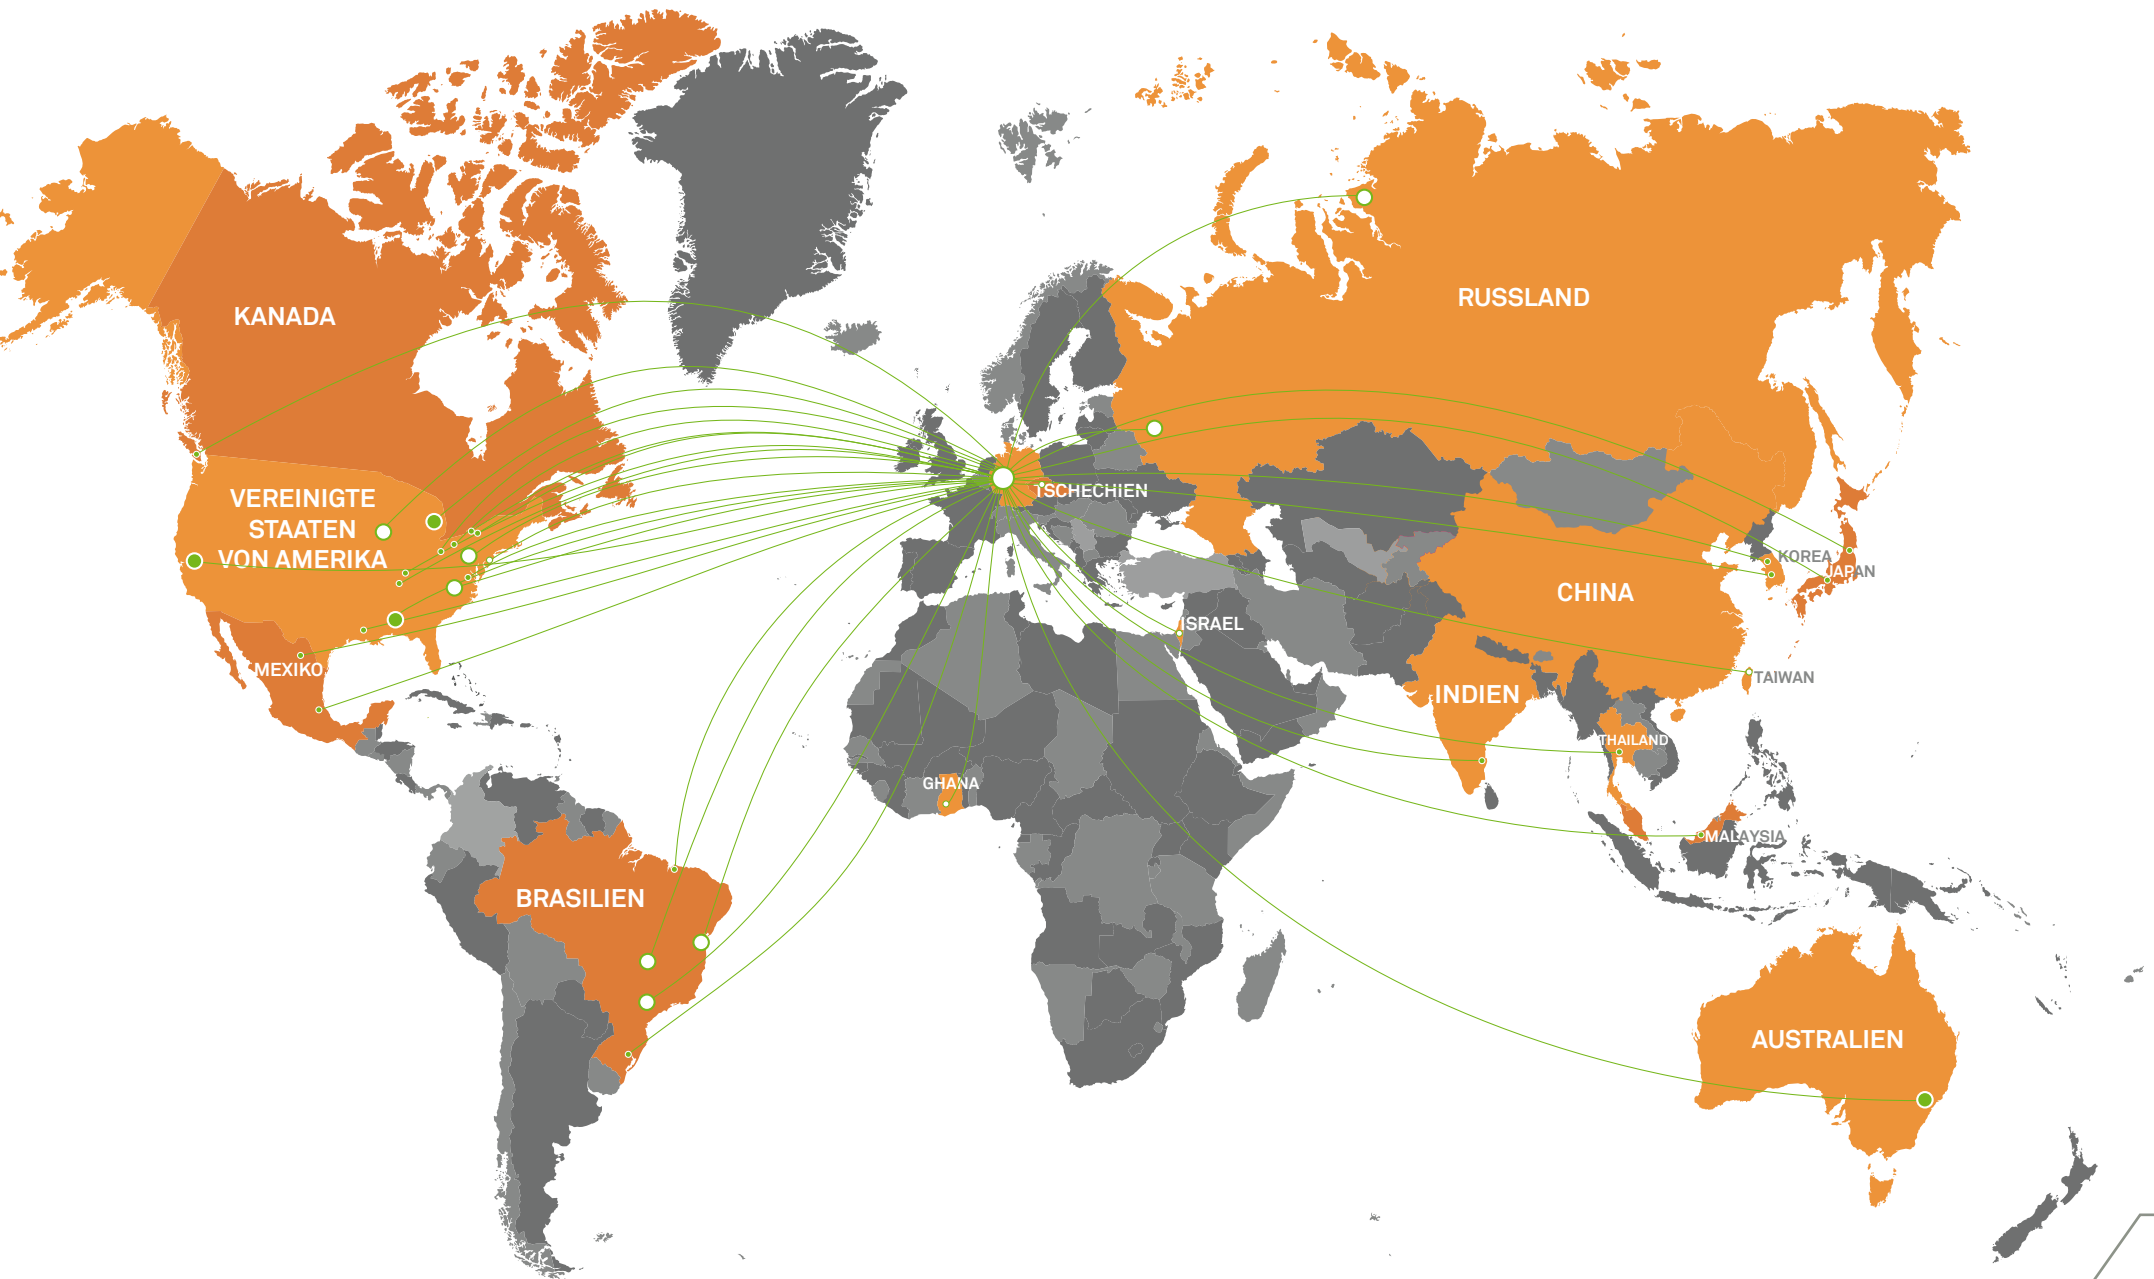 KANADA
RUSSLAND
VEREINIGTE
STAATEN
VON AMERIKA
TSCHECHIEN
KOREA
JAPAN
CHINA
ISRAEL
MEXIKO
TAIWAN
INDIEN
THAILAND
GHANA
MALAYSIA
BRASILIEN
AUSTRALIEN